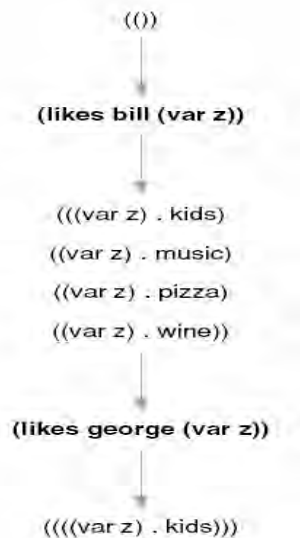 (())
(likes bill (var z))
(((var z) . kids)
((var z) . music)
((var z) . pizza)
((var z) . wine))
(likes george (var z))
((((var z) . kids)))